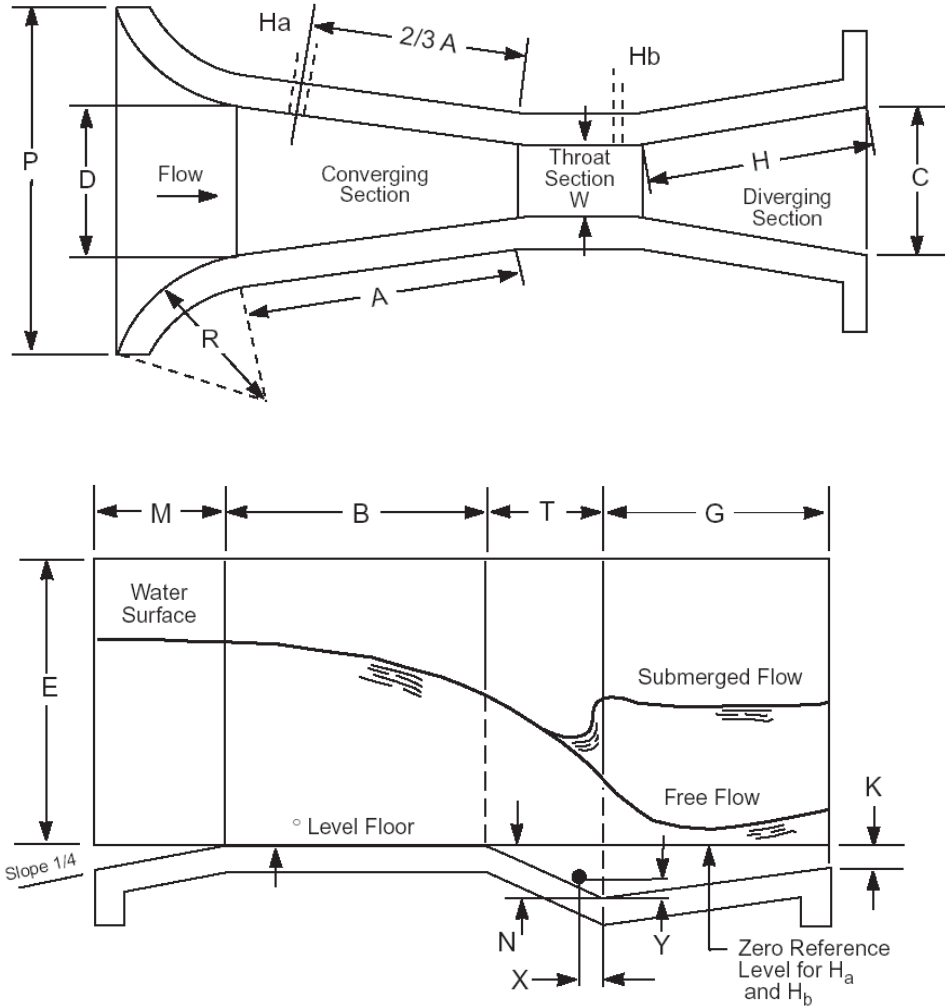 Ha
2/3 A
Hb
P
D
Flow
Converging
Section
Throat
Section
W
H
Diverging
Section
C
A
R
M
B
T
G
Water
Surface
E
Submerged Flow
Free Flow
K
° Level Floor
Slope 1/4
N
Y
X
Zero Reference
Level for Ha
and Hb